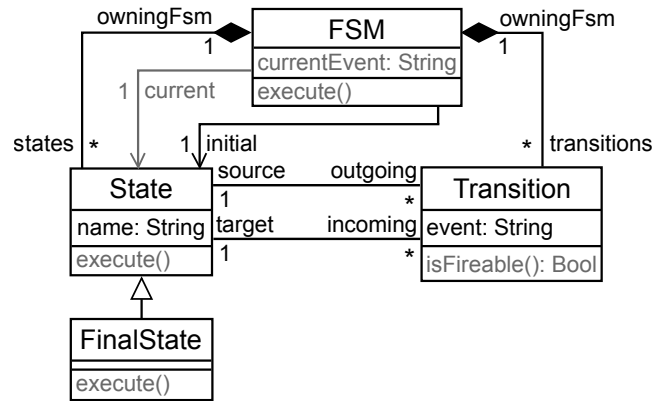 owningFsm
FSM
owningFsm
1
1
currentEvent: String
1 current
execute()
1 initial
states
*
*
transitions
State
source
outgoing
Transition
1
*
name: String
target
incoming
event: String
execute()
1
*
isFireable(): Bool
FinalState
execute()